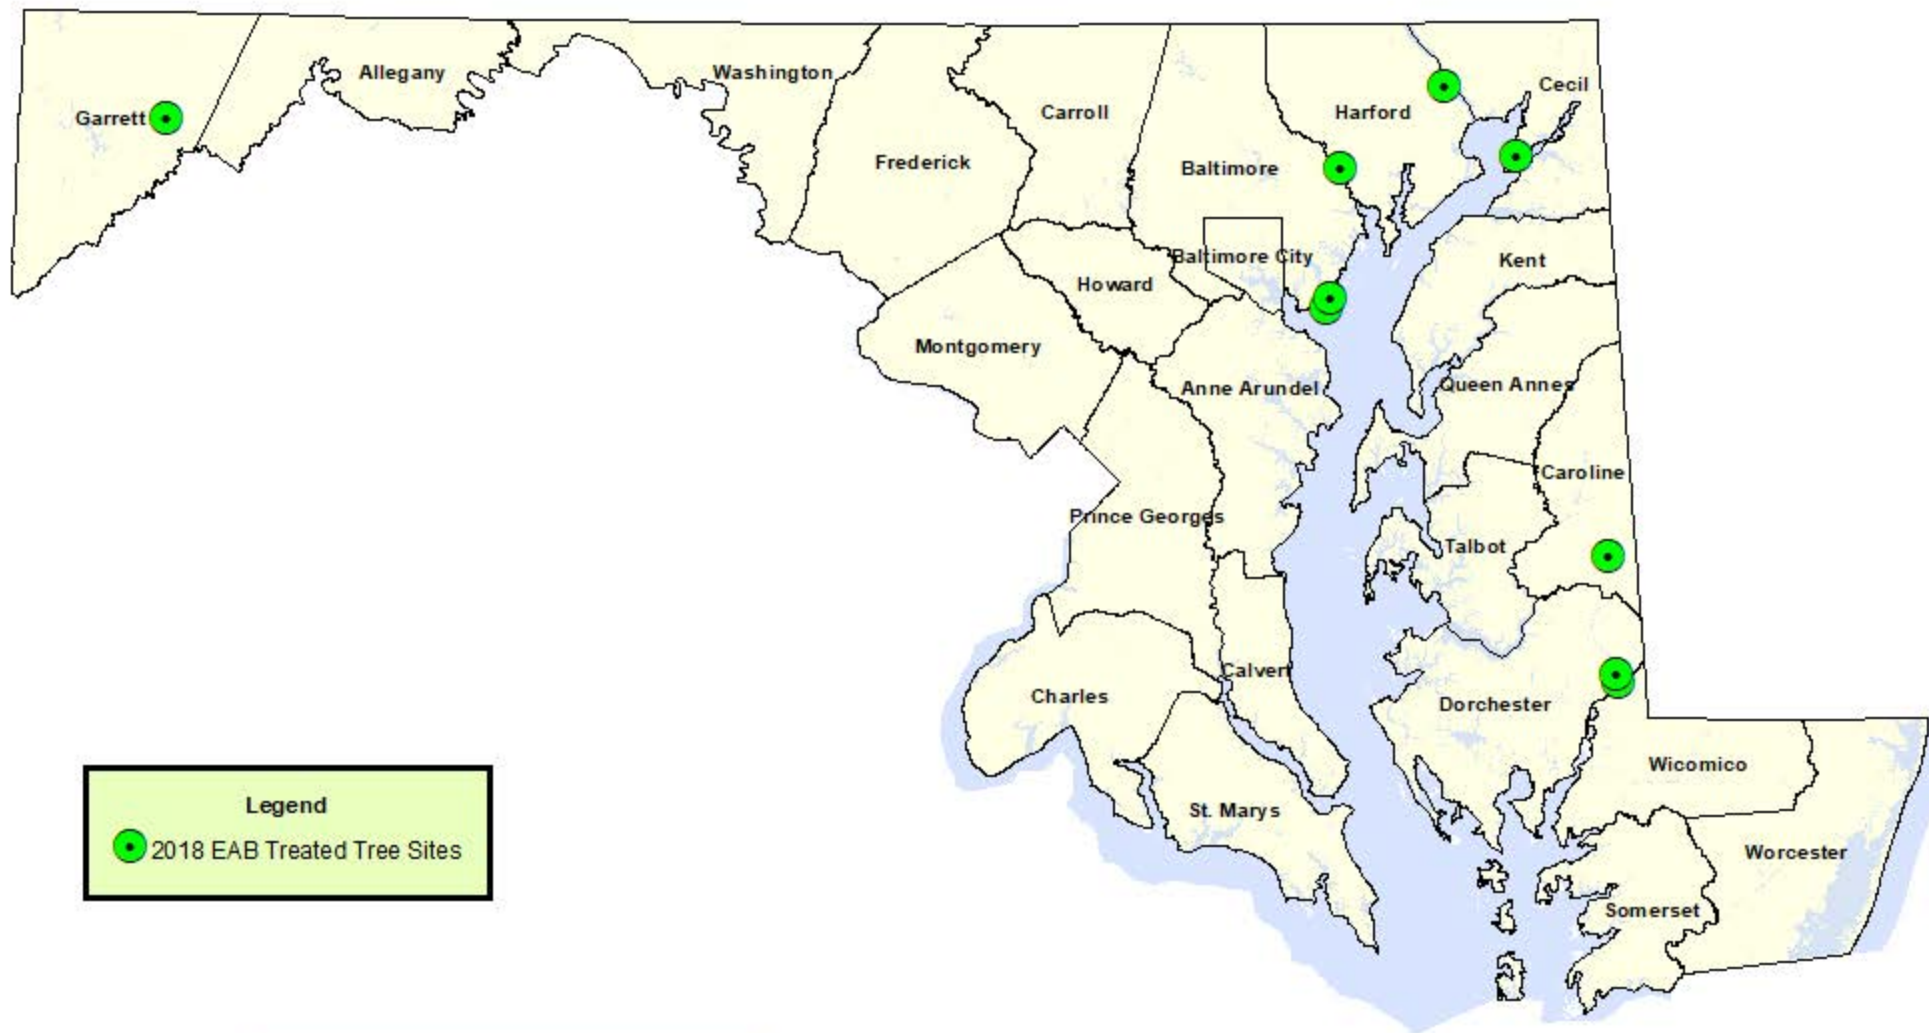 Allegany
Washington
Cecil
Garrett
Carroll
Harford
Frederick
Baltimore
Baltimore City
Kent
Howard
Montgomery
Anne Arundel
Queen Annes
Caroline
Prince Georges
Talbot
Calvert
Charles
Dorchester
Wicomico
St. Marys
Worcester
Somerset
Legend
2018 EAB Treated Tree Sites